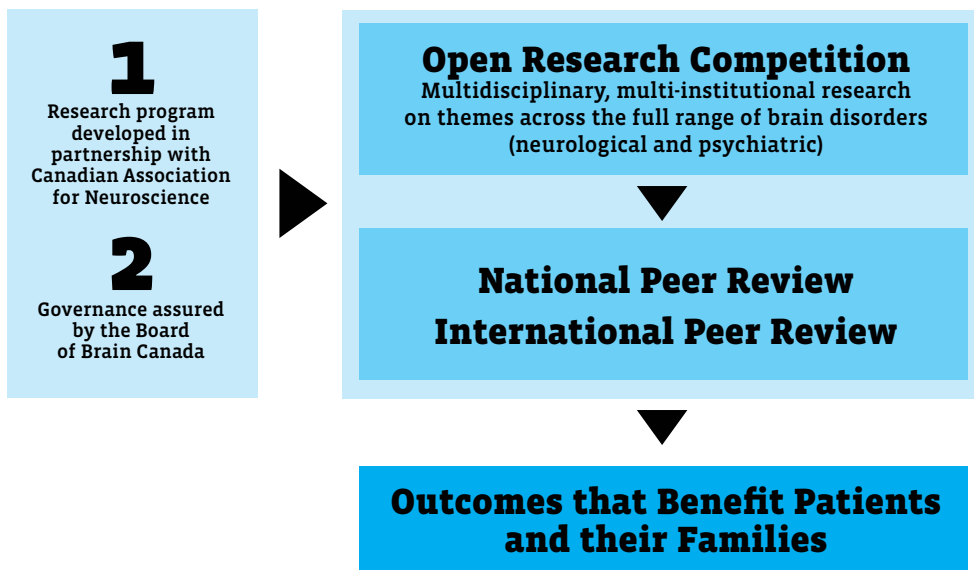 1
Research program
developed in
partnership with
Canadian Association
for Neuroscience
2
Governance assured
by the Board
of Brain Canada
Open Research Competition
Multidisciplinary, multi-institutional research
on themes across the full range of brain disorders
(neurological and psychiatric)
National Peer Review
International Peer Review
Outcomes that Benefit Patients
and their Families